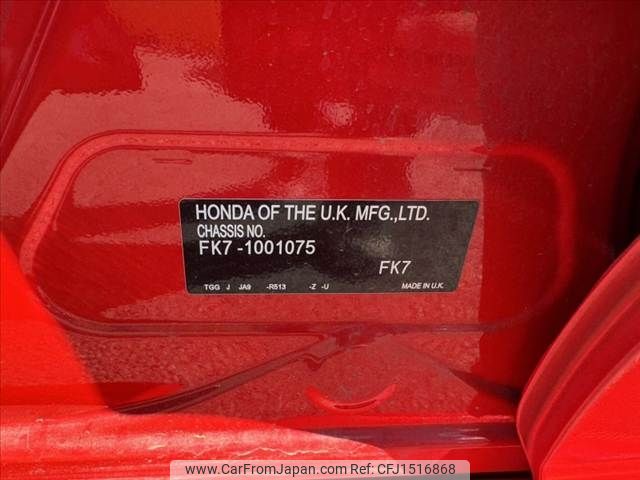 HONDA OF THE U.K. MFG.,LTD.
CHASSIS NO.
FK7 -1001075
FK7
TGG J JA9 -R513 -Z -U MADE IN U.K.
www.CarFromJapan.com CFJ1516868